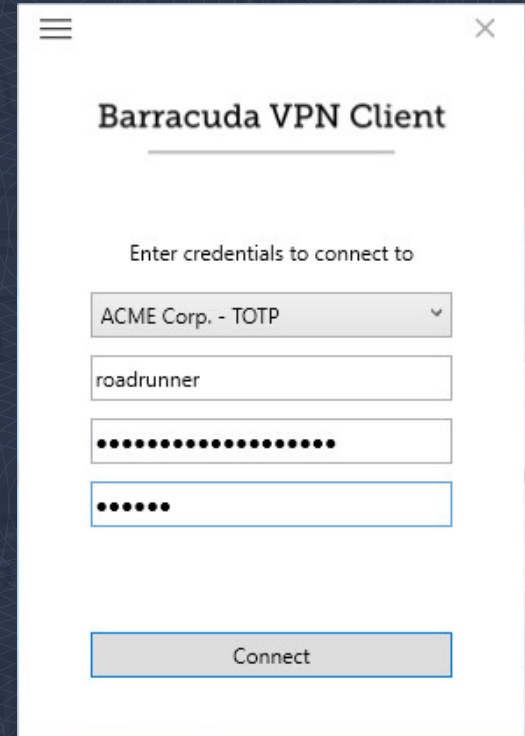 Barracuda VPN Client
Enter credentials to connect to
ACME Corp. - TOTP
roadrunner
●●●●●●●●●●●●●●●●●●●
●●●●●●
Connect